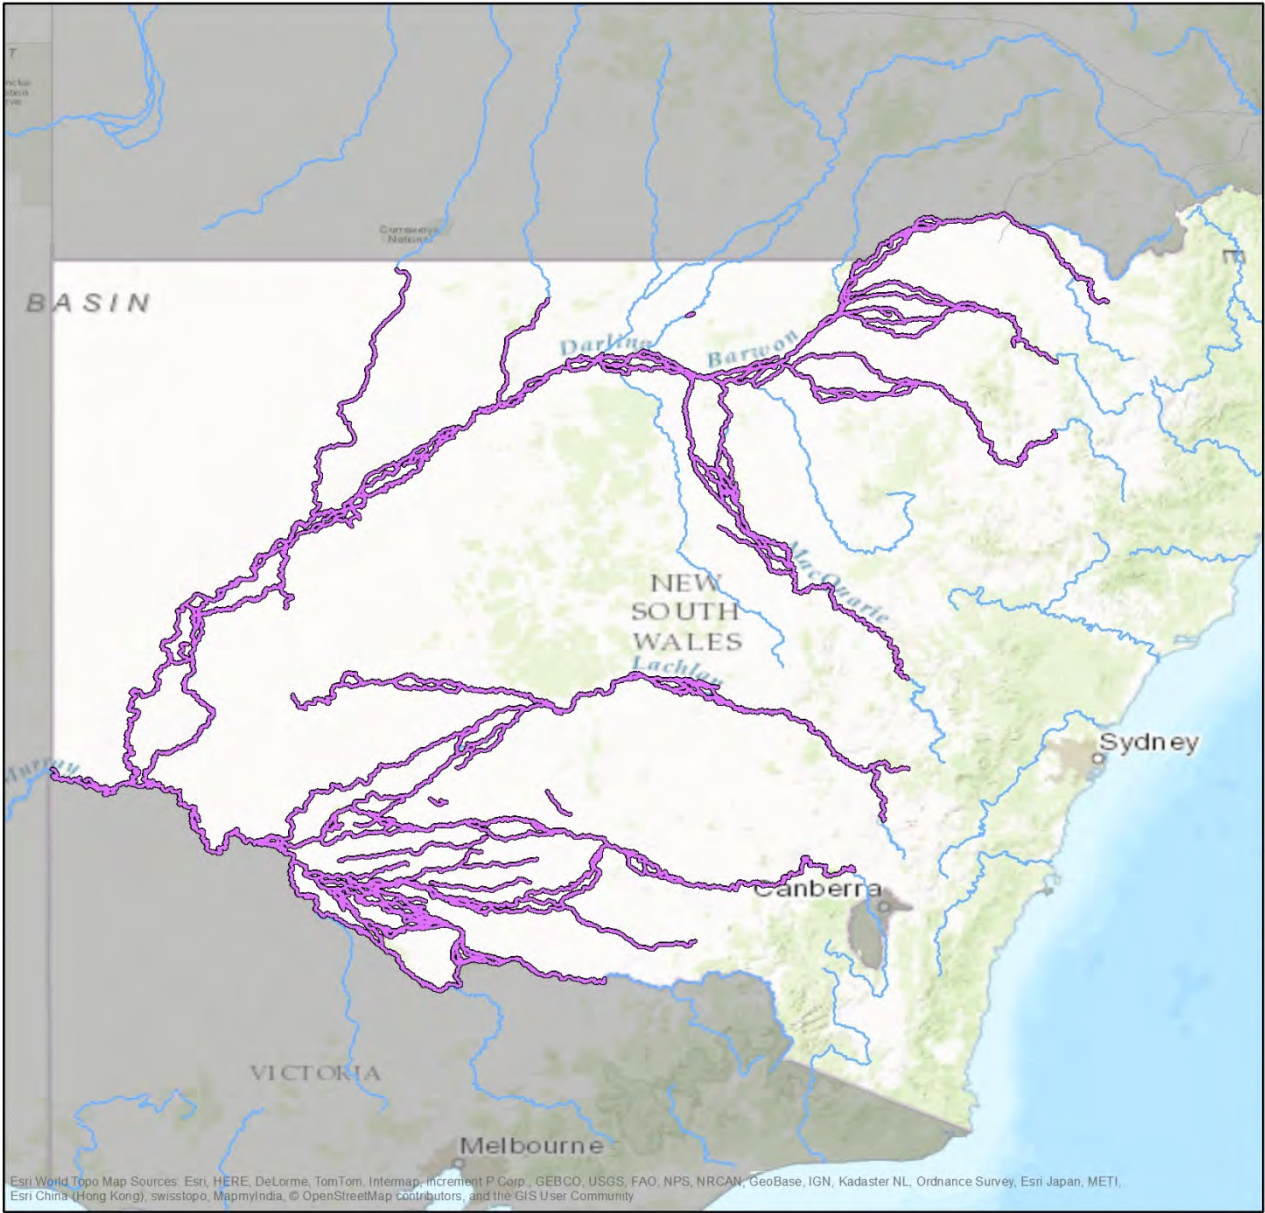 T
Currawinya
National
BASIN
Darling
Barwon
MacQuarie
NEW
SOUTH
WALES
Lachlan
Murray
Sydney
Canberra
VICTORIA
Melbourne
Esri World Topo Map Sources: Esri, HERE, DeLorme, TomTom, Intermap, increment P Corp., GEBCO, USGS, FAO, NPS, NRCAN, GeoBase, IGN, Kadaster NL, Ordnance Survey, Esri Japan, METI,
Esri China (Hong Kong), swisstopo, MapmyIndia, © OpenStreetMap contributors, and the GIS User Community